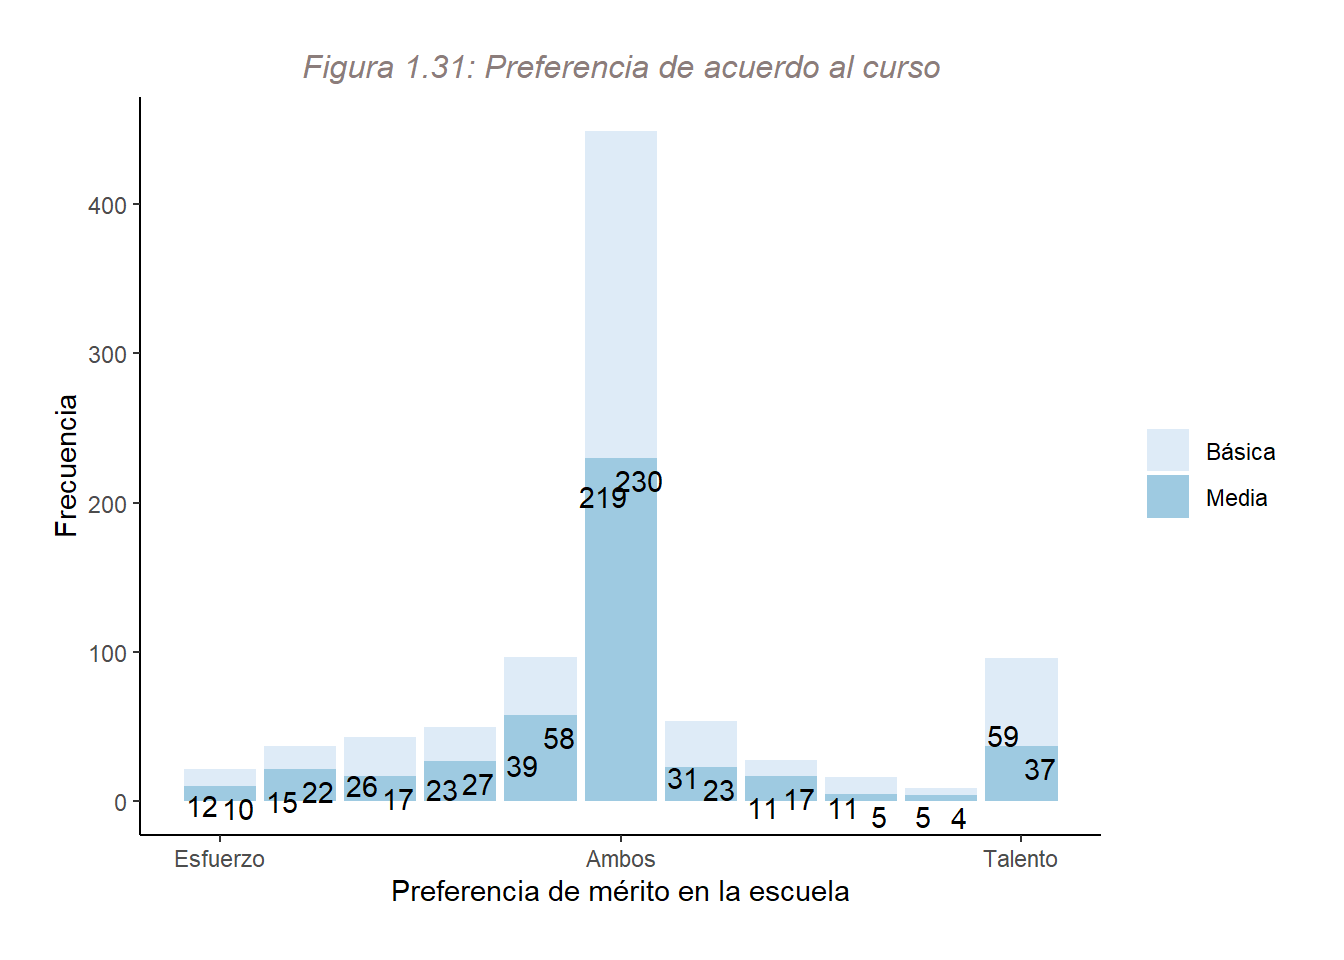 Figura 1.31: Preferencia de acuerdo al curso
Frecuencia
400
300
200
100
0
219 230
59
58
39
37
12 10 15 22 26 17 23 27 31 23 11 17 11 5 5 4
Esfuerzo Ambos Talento
Preferencia de mérito en la escuela
Básica
Media